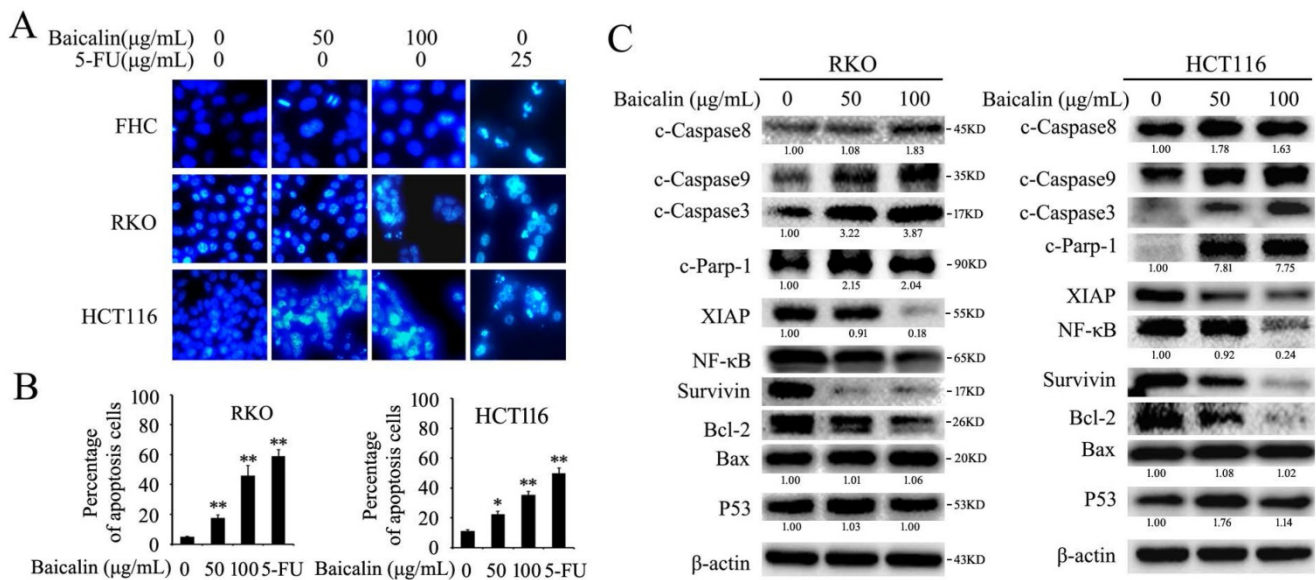 A
Baicalin(μg/mL) 0 50 100 0
5-FU(μg/mL) 0 0 0 25
FHC
RKO
HCT116
B
Percentage
of apoptosis cells
100
80
60
40
20
0
RKO
**
**
**
Baicalin (μg/mL) 0 50 100 5-FU
Percentage
of apoptosis cells
100
80
60
40
20
0
HCT116
*
**
**
Baicalin (μg/mL) 0 50 100 5-FU
C
RKO
Baicalin (μg/mL) 0 50 100
c-Caspase8 -45KD
1.00 1.08 1.83
c-Caspase9 -35KD
c-Caspase3 -17KD
1.00 3.22 3.87
c-Parp-1 -90KD
1.00 2.15 2.04
XIAP -55KD
1.00 0.91 0.18
NF-κB -65KD
Survivin -17KD
Bcl-2 -26KD
Bax -20KD
1.00 1.01 1.06
P53 -53KD
1.00 1.03 1.00
β-actin -43KD
HCT116
Baicalin (μg/mL) 0 50 100
c-Caspase8
1.00 1.78 1.63
c-Caspase9
c-Caspase3
c-Parp-1
1.00 7.81 7.75
XIAP
NF-κB
1.00 0.92 0.24
Survivin
Bcl-2
Bax
1.00 1.08 1.02
P53
1.00 1.76 1.14
β-actin